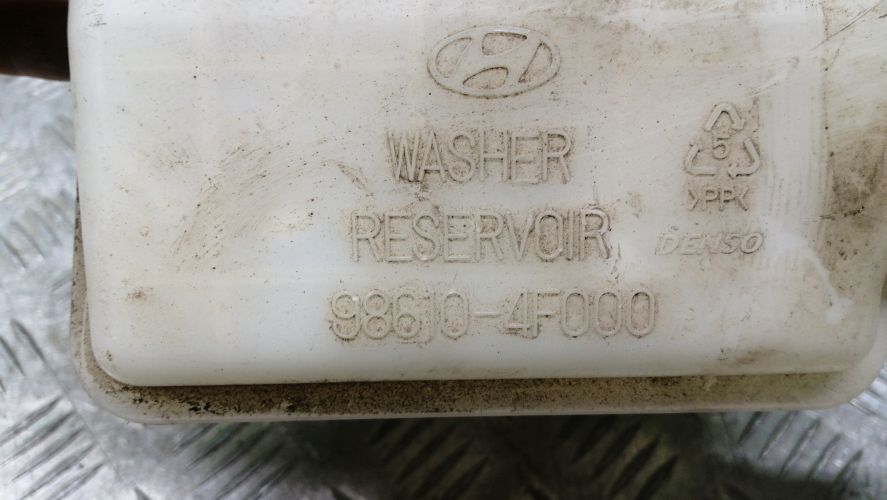 WASHER
RESERVOIR
98610-4F000
5
>PP<
DENSO